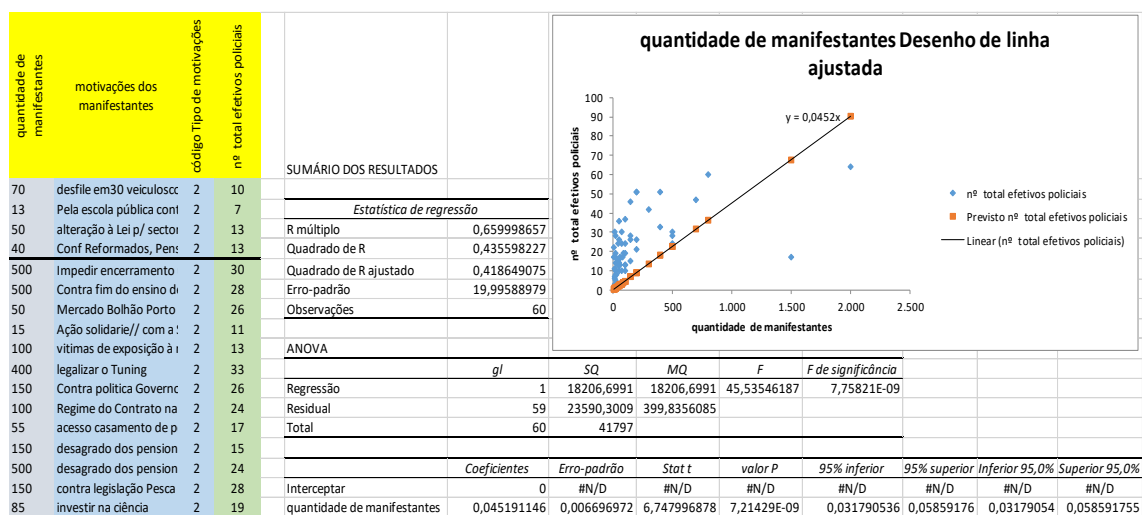 quantidade de manifestantes
motivações dos manifestantes
código Tipo de motivações
nº total efetivos policiais
70 desfile em30 veiculoscc 2 10
13 Pela escola pública cont 2 7
50 alteração à Lei p/ sector 2 13
40 Conf Reformados, Pens 2 13
500 Impedir encerramento 2 30
500 Contra fim do ensino de 2 28
50 Mercado Bolhão Porto 2 26
15 Ação solidarie// com a 2 11
100 vitimas de exposição à 2 13
400 legalizar o Tuning 2 33
150 Contra politica Governo 2 26
100 Regime do Contrato na 2 24
55 acesso casamento de p 2 17
150 desagrado dos pension 2 15
500 desagrado dos pension 2 24
150 contra legislação Pesca 2 28
85 investir na ciência 2 19
SUMÁRIO DOS RESULTADOS
Estatística de regressão
R múltiplo 0,659998657
Quadrado de R 0,435598227
Quadrado de R ajustado 0,418649075
Erro-padrão 19,99588979
Observações 60
quantidade de manifestantes Desenho de linha ajustada
nº total efetivos policiais
100
90
80
70
60
50
40
30
20
10
0
y = 0,0452x
0 500 1.000 1.500 2.000 2.500
quantidade de manifestantes
nº total efetivos policiais
Previsto nº total efetivos policiais
Linear (nº total efetivos policiais)
ANOVA
gl SQ MQ F F de significância
Regressão 1 18206,6991 18206,6991 45,53546187 7,75821E-09
Residual 59 23590,3009 399,8356085
Total 60 41797
Coeficientes Erro-padrão Stat t valor P 95% inferior 95% superior Inferior 95,0% Superior 95,0%
Interceptar 0 #N/D #N/D #N/D #N/D #N/D #N/D #N/D
quantidade de manifestantes 0,045191146 0,006696972 6,747996878 7,21429E-09 0,031790536 0,05859176 0,03179054 0,058591755